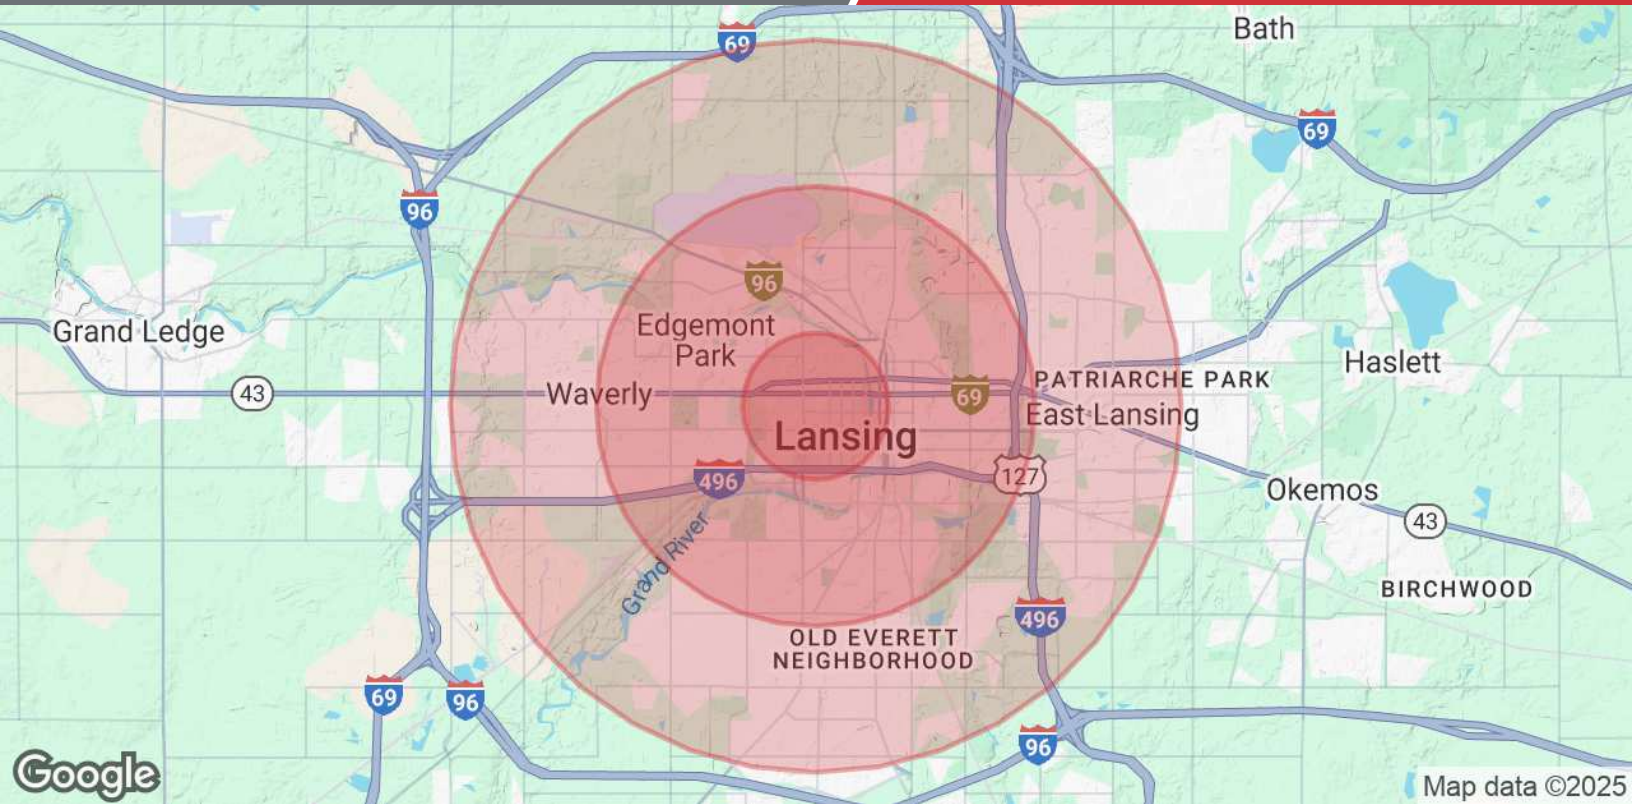 Bath
69
69
96
96
Edgemont
Park
Grand Ledge
Haslett
PATRIARCHE PARK
43
Waverly
69
East Lansing
Lansing
496
127
Okemos
43
Grand River
BIRCHWOOD
496
OLD EVERETT
NEIGHBORHOOD
69
96
96
Google
Map data ©2025